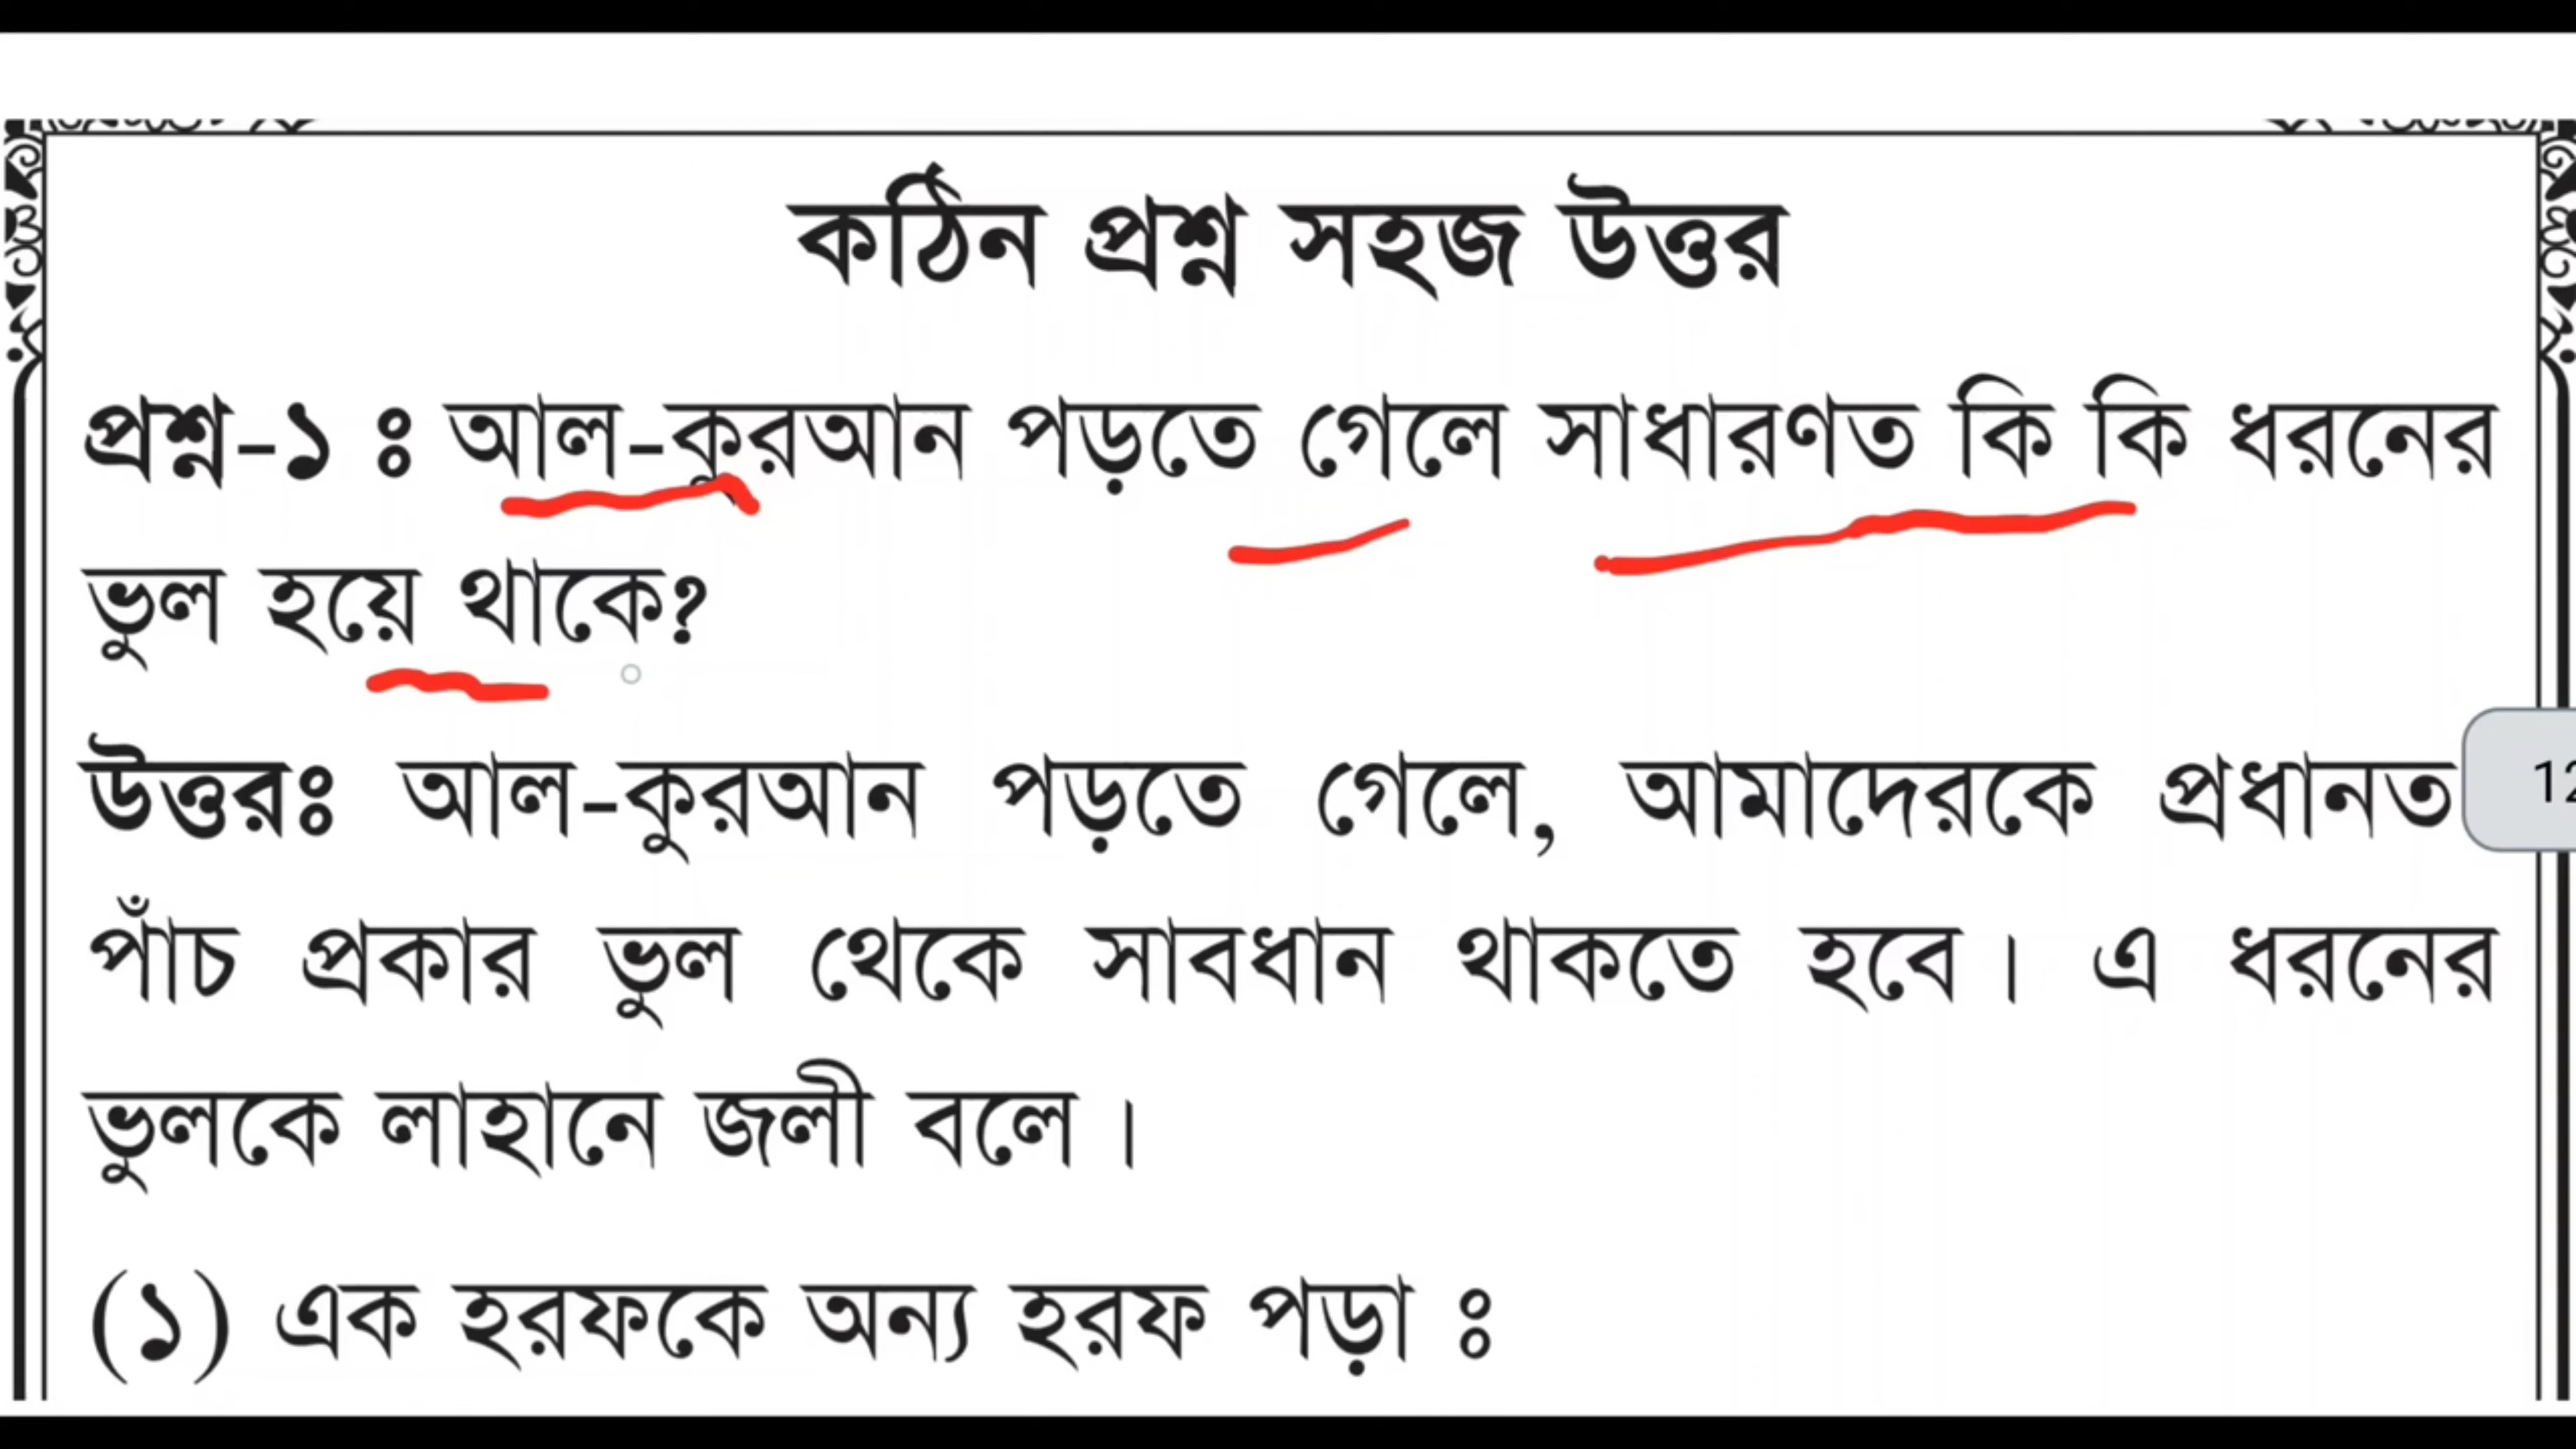 কঠিন প্রশ্ন সহজ উত্তর
প্রশ্ন-১ ঃ আল-কুরআন পড়তে গেলে সাধারণত কি কি ধরনের
ভুল হয়ে থাকে?
উত্তরঃ আল-কুরআন পড়তে গেলে, আমাদেরকে প্রধানত
পাঁচ প্রকার ভুল থেকে সাবধান থাকতে হবে। এ ধরনের
ভুলকে লাহানে জলী বলে।
(১) এক হরফকে অন্য হরফ পড়া ঃ